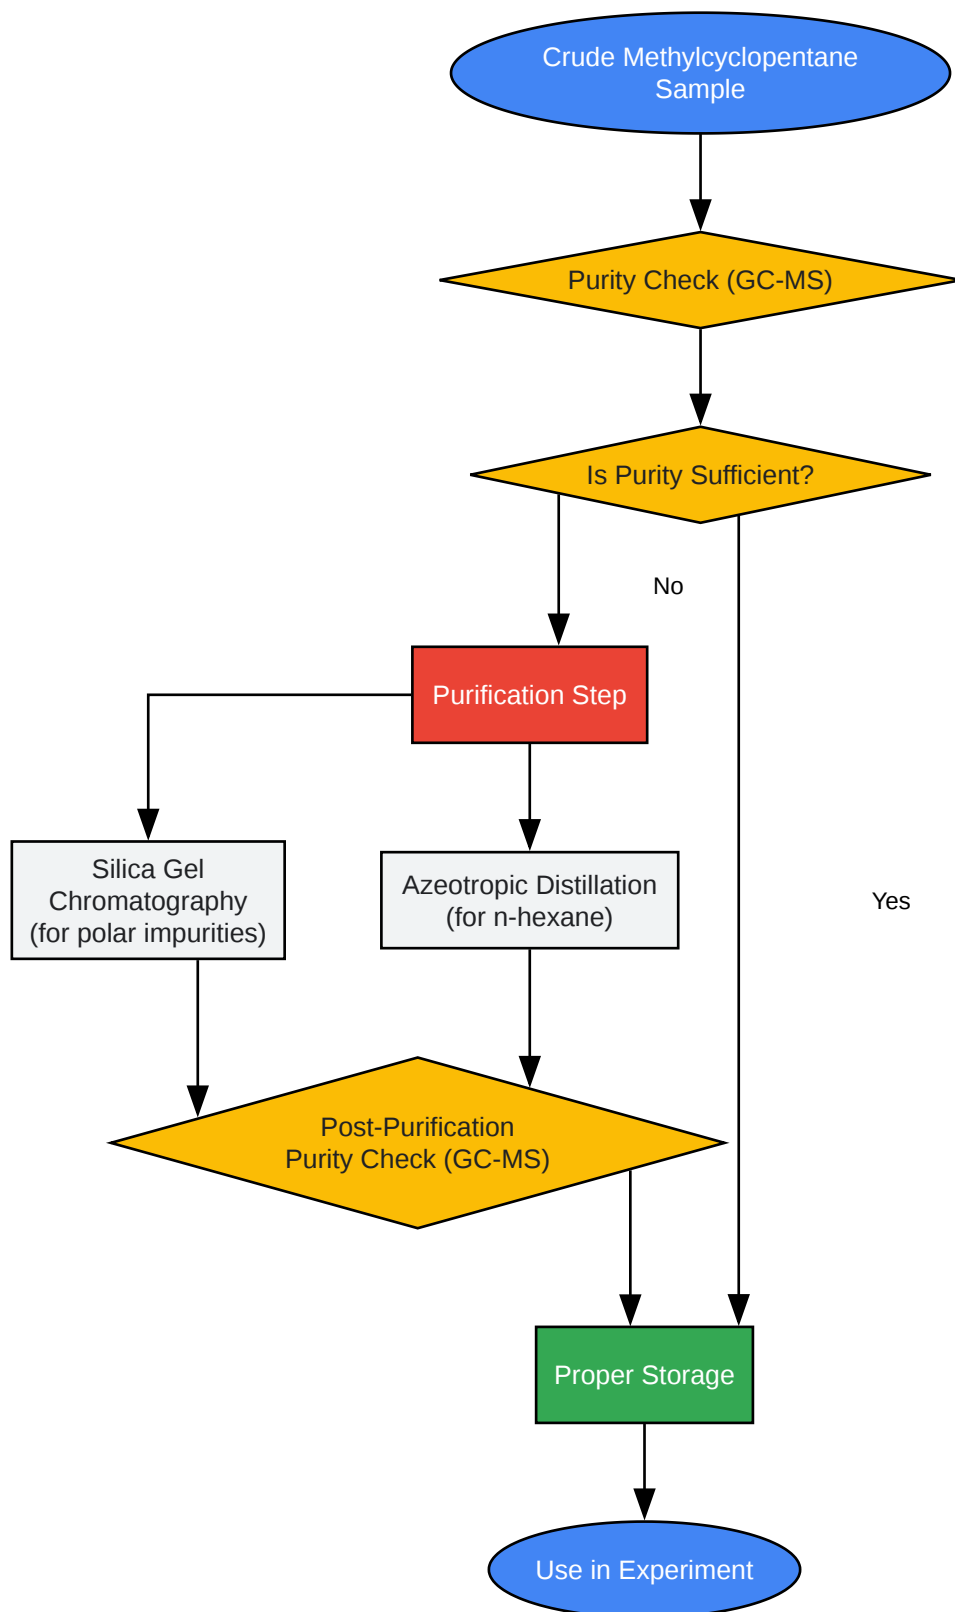 Crude Methylcyclopentane
Sample
Purity Check (GC-MS)
Is Purity Sufficient?
No
Purification Step
Silica Gel
Chromatography
(for polar impurities)
Azeotropic Distillation
(for n-hexane)
Yes
Post-Purification
Purity Check (GC-MS)
Proper Storage
Use in Experiment